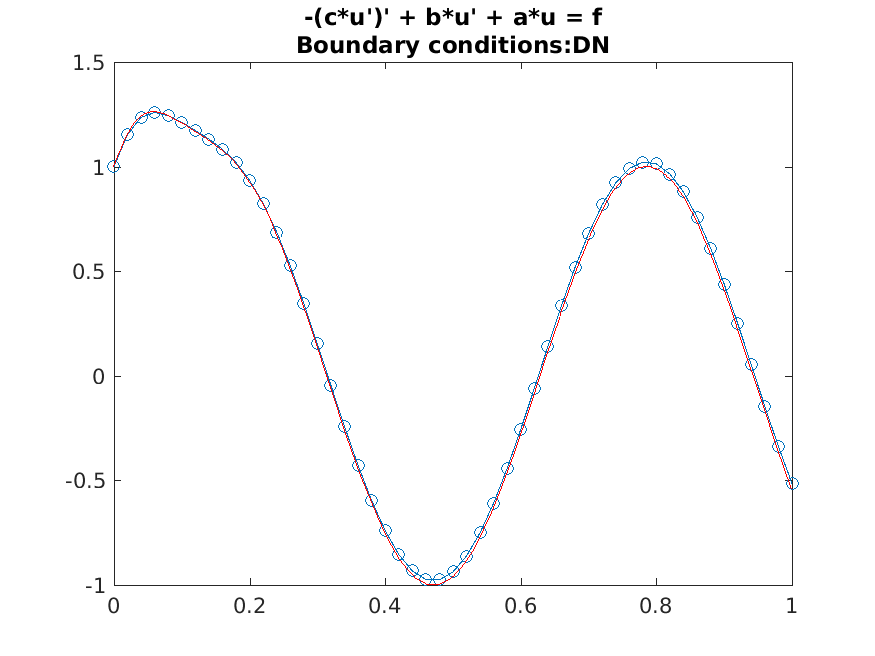 -(c*u')' + b*u' + a*u = f
Boundary conditions:DN
1.5
1
0.5
0
-0.5
-1
0 0.2 0.4 0.6 0.8 1